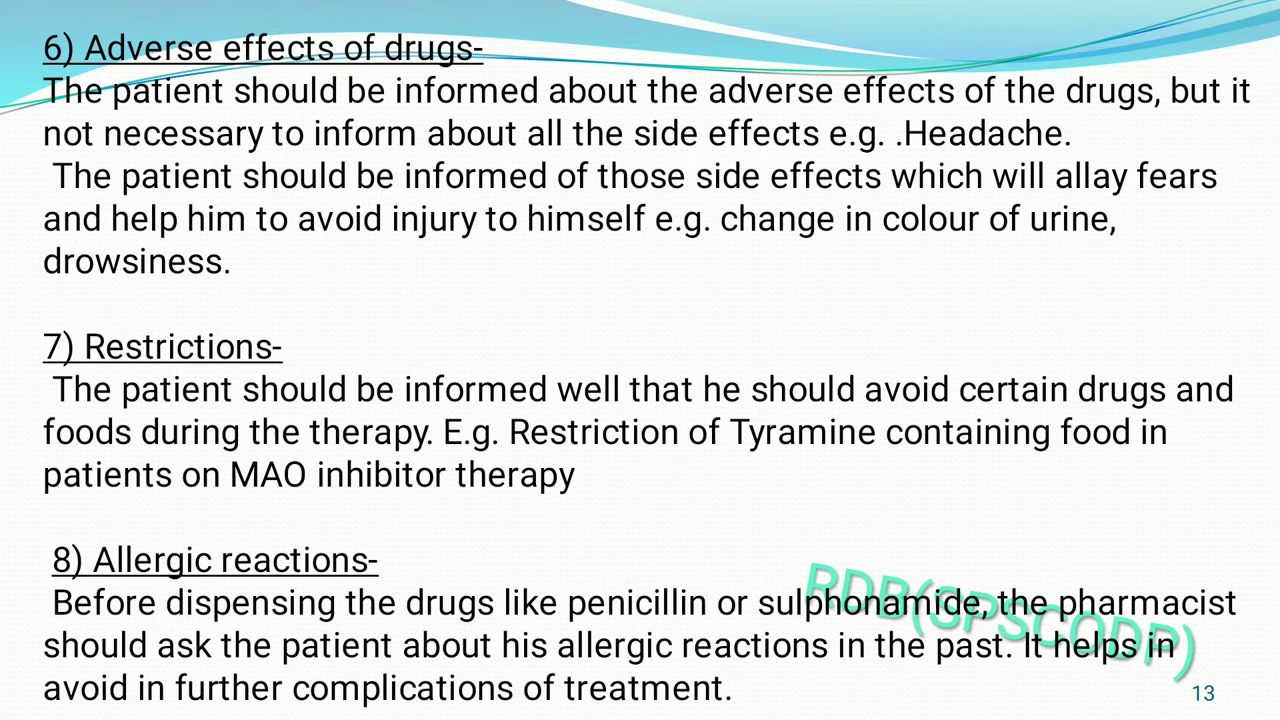 6) Adverse effects of drugs-
The patient should be informed about the adverse effects of the drugs, but it
not necessary to inform about all the side effects e.g. .Headache.
The patient should be informed of those side effects which will allay fears
and help him to avoid injury to himself e.g. change in colour of urine,
drowsiness.
7) Restrictions-
The patient should be informed well that he should avoid certain drugs and
foods during the therapy. E.g. Restriction of Tyramine containing food in
patients on MAO inhibitor therapy
8) Allergic reactions-
Before dispensing the drugs like penicillin or sulphonamide, the pharmacist
should ask the patient about his allergic reactions in the past. It helps in
avoid in further complications of treatment.
RDB(SPSCODP)
13